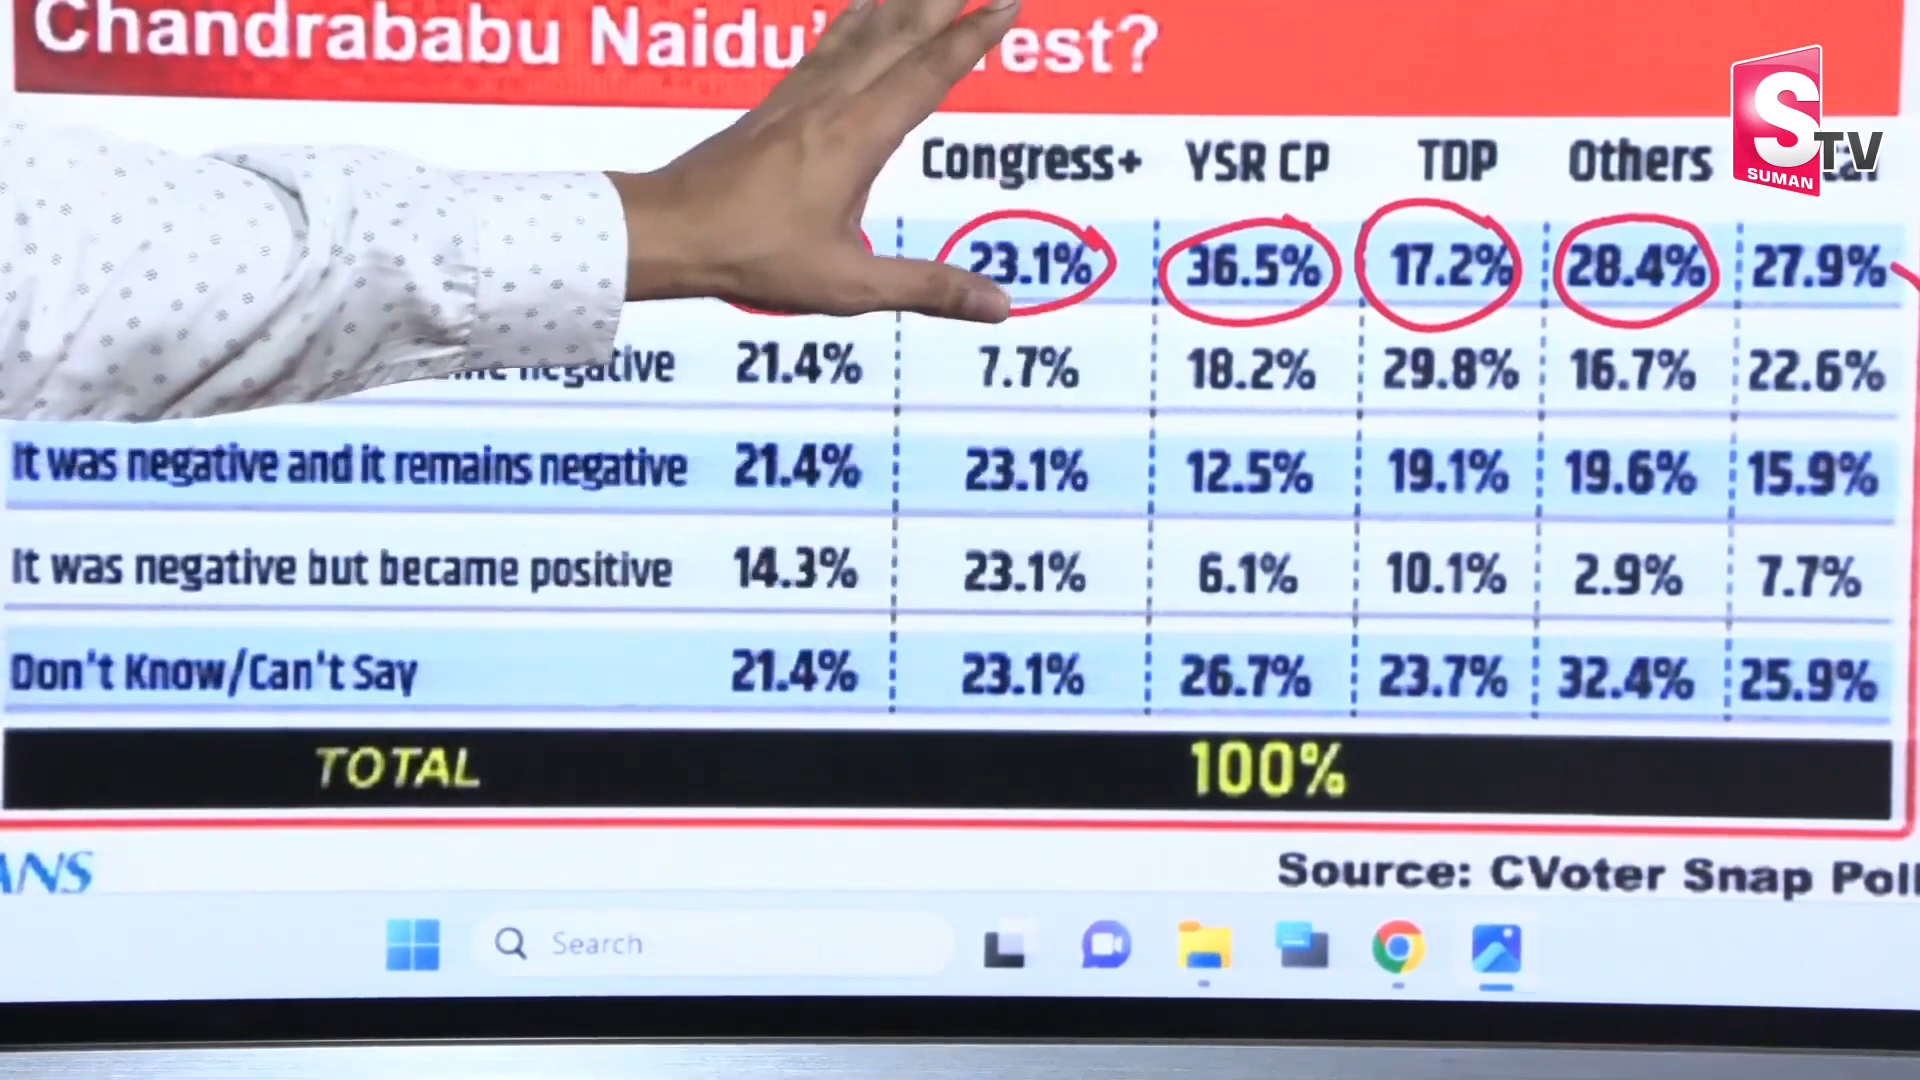 Chandrababu Naidu' est?
STV
SUMAN
Congress+ YSR CP TDP Others
23.1% 36.5% 17.2% 28.4% 27.9%
negative 21.4% 7.7% 18.2% 29.8% 16.7% 22.6%
It was negative and it remains negative 21.4% 23.1% 12.5% 19.1% 19.6% 15.9%
It was negative but became positive 14.3% 23.1% 6.1% 10.1% 2.9% 7.7%
Don't Know/Can't Say 21.4% 23.1% 26.7% 23.7% 32.4% 25.9%
TOTAL 100%
ANS
Source: CVoter Snap Poll
Search